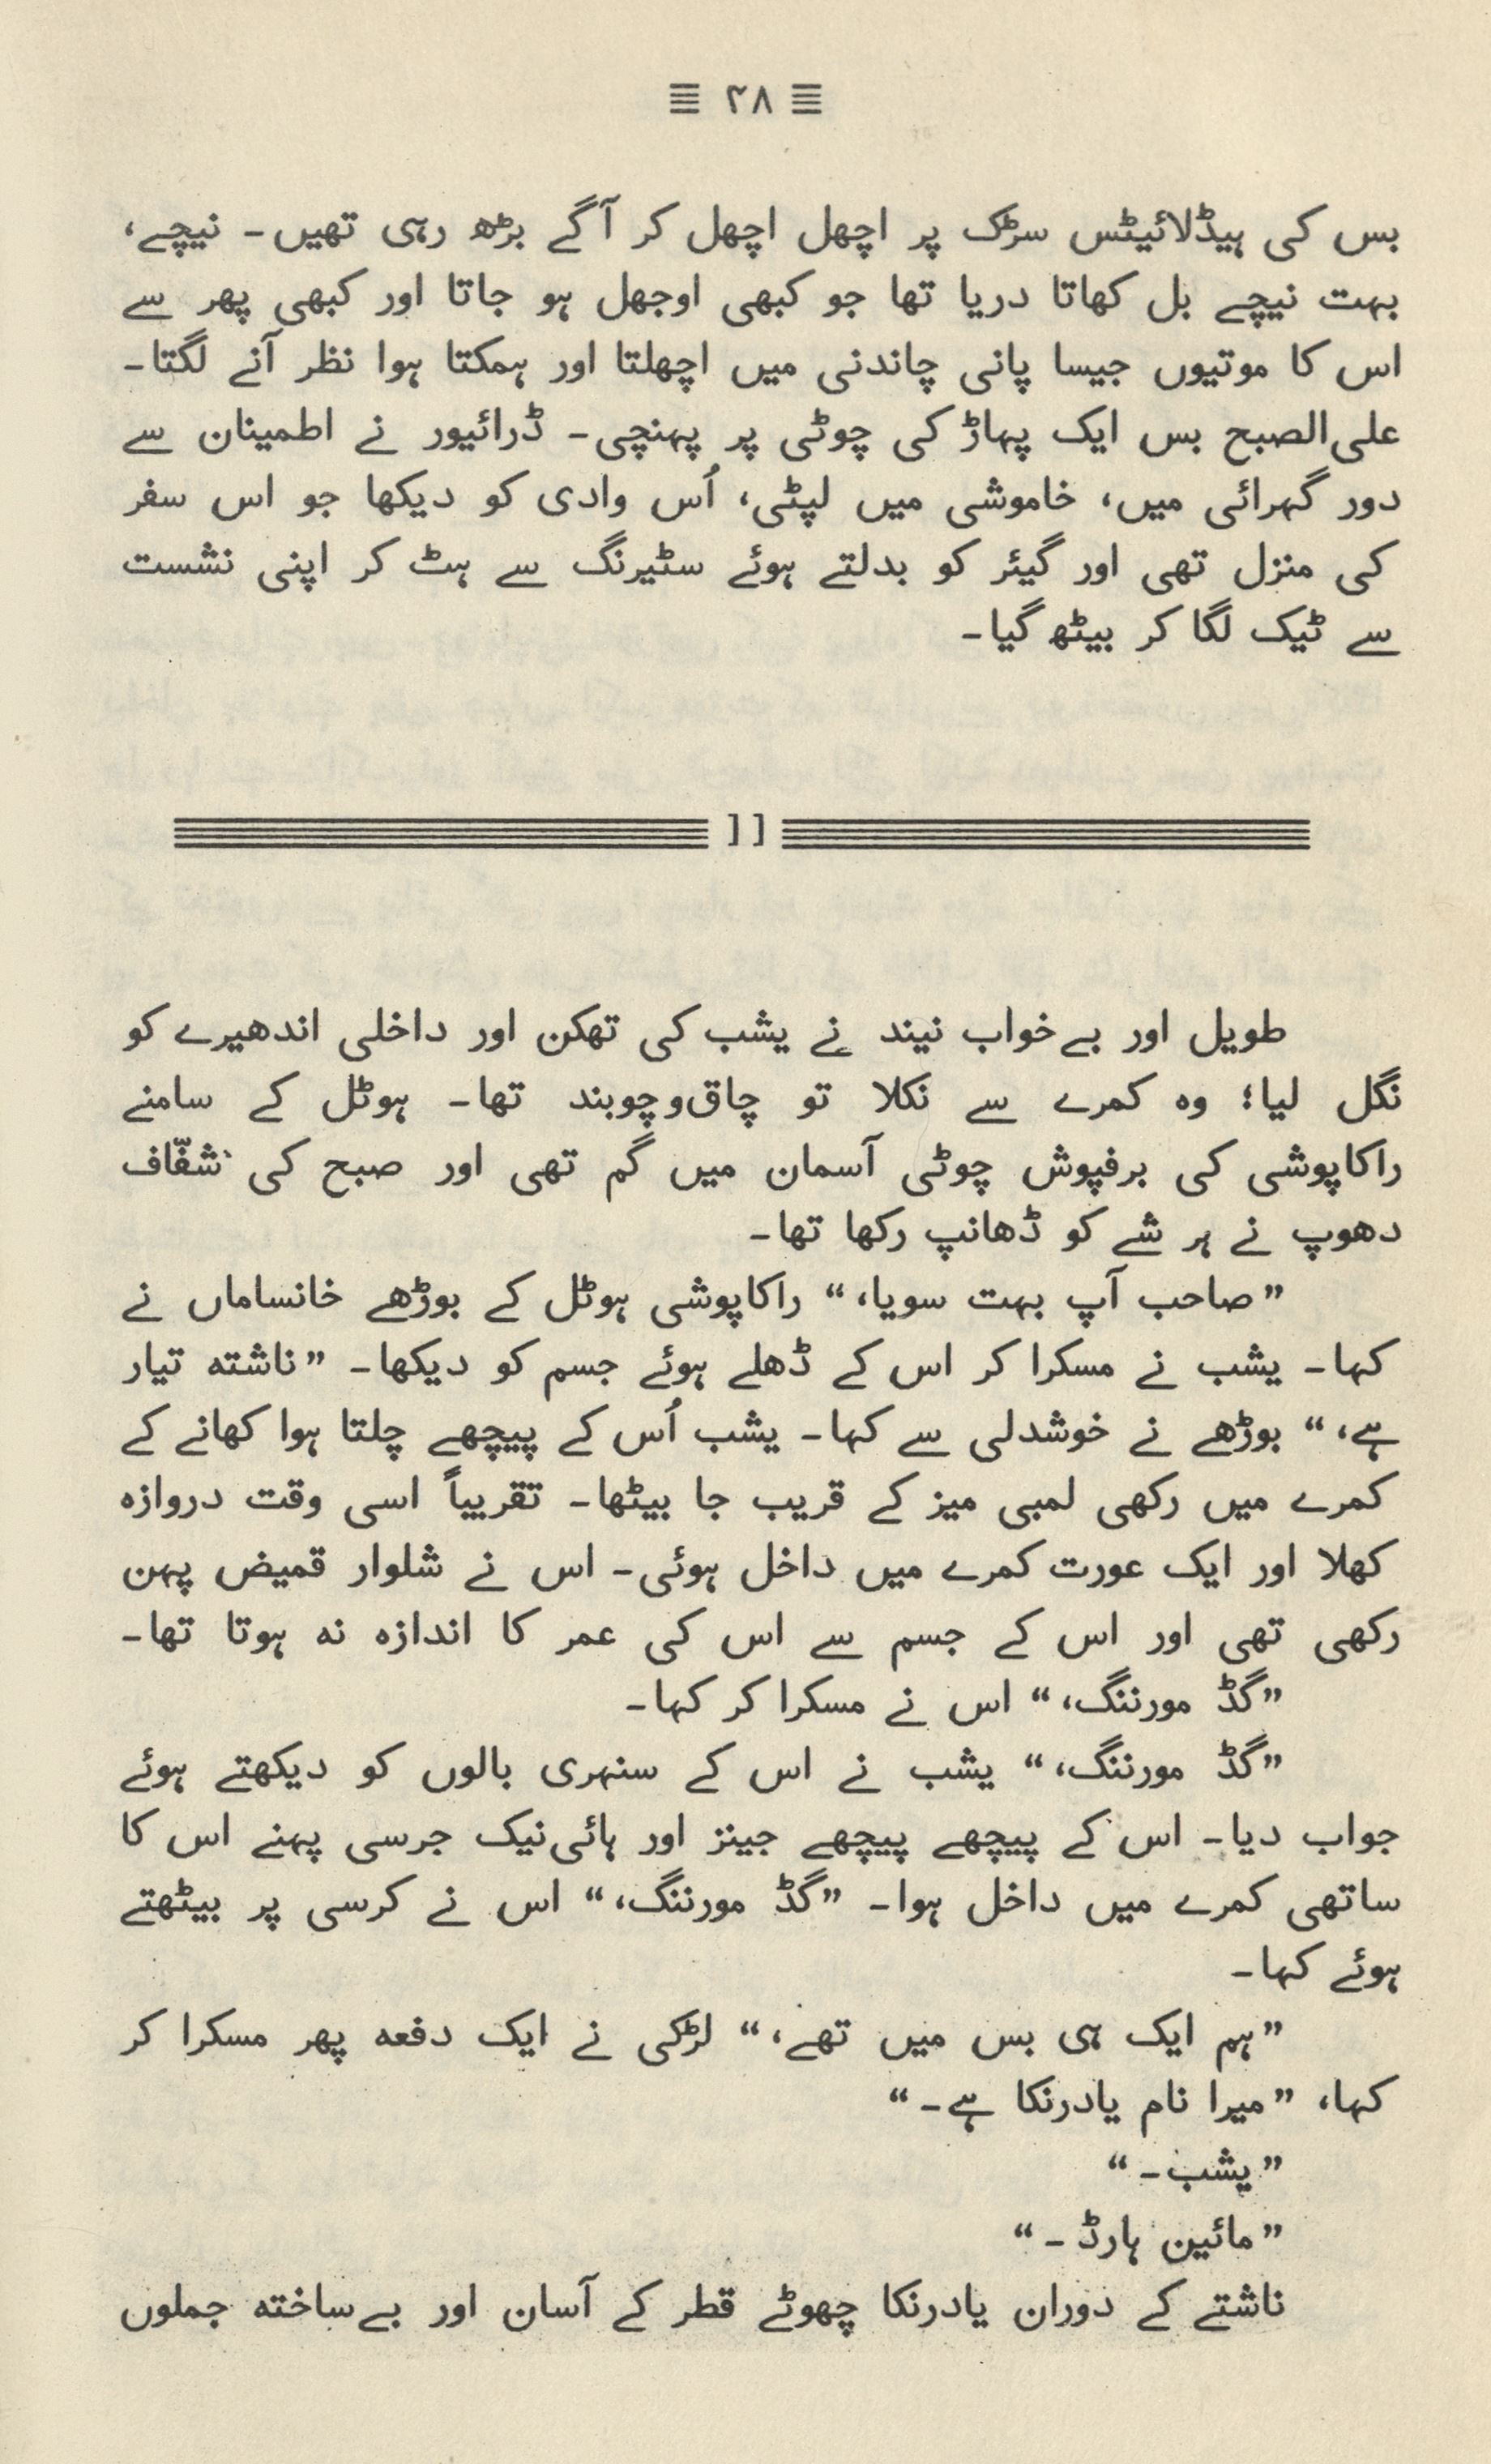 ۲۸
بس کی ہیڈلائیٹس سڑک پر اچھل اچھل کر آگے بڑھ رہی تھیں۔ نیچے،
بہت نیچے بل کھاتا دریا تھا جو کبھی اوجھل ہو جاتا اور کبھی پھر سے
اس کا موتیوں جیسا پانی چاندنی میں اچھلتا اور ہمکتا ہوا نظر آنے لگتا۔
علی‌الصبح بس ایک پہاڑ کی چوٹی پر پہنچی۔ ڈرائیور نے اطمینان سے
دور گہرائی میں، خاموشی میں لپٹی، اُس وادی کو دیکھا جو اس سفر
کی منزل تھی اور گیئر کو بدلتے ہوئے سٹیرنگ سے ہٹ کر اپنی نشست
سے ٹیک لگا کر بیٹھ گیا۔
][
طویل اور بے‌خواب نیند نے یشب کی تھکن اور داخلی اندھیرے کو
نگل لیا؛ وہ کمرے سے نکلا تو چاق‌وچوبند تھا۔ ہوٹل کے سامنے
راکاپوشی کی برفپوش چوٹی آسمان میں گم تھی اور صبح کی شفّاف
دھوپ نے ہر شے کو ڈھانپ رکھا تھا۔
”صاحب آپ بہت سویا،“ راکاپوشی ہوٹل کے بوڑھے خانساماں نے
کہا۔ یشب نے مسکرا کر اس کے ڈھلے ہوئے جسم کو دیکھا۔ ”ناشتہ تیار
ہے،“ بوڑھے نے خوشدلی سے کہا۔ یشب اُس کے پیچھے چلتا ہوا کھانے کے
کمرے میں رکھی لمبی میز کے قریب جا بیٹھا۔ تقریباً اسی وقت دروازہ
کھلا اور ایک عورت کمرے میں داخل ہوئی۔ اس نے شلوار قمیض پہن
رکھی تھی اور اس کے جسم سے اس کی عمر کا اندازہ نہ ہوتا تھا۔
”گڈ مورننگ،“ اس نے مسکرا کر کہا۔
”گڈ مورننگ،“ یشب نے اس کے سنہری بالوں کو دیکھتے ہوئے
جواب دیا۔ اس کے پیچھے پیچھے جینز اور ہائی‌نیک جرسی پہنے اس کا
ساتھی کمرے میں داخل ہوا۔ ”گڈ مورننگ،“ اس نے کرسی پر بیٹھتے
ہوئے کہا۔
”ہم ایک ہی بس میں تھے،“ لڑکی نے ایک دفعہ پھر مسکرا کر
کہا، ”میرا نام یادرنکا ہے۔“
”یشب۔“
”مائین ہارڈ۔“
ناشتے کے دوران یادرنکا چھوٹے قطر کے آسان اور بے‌ساختہ جملوں